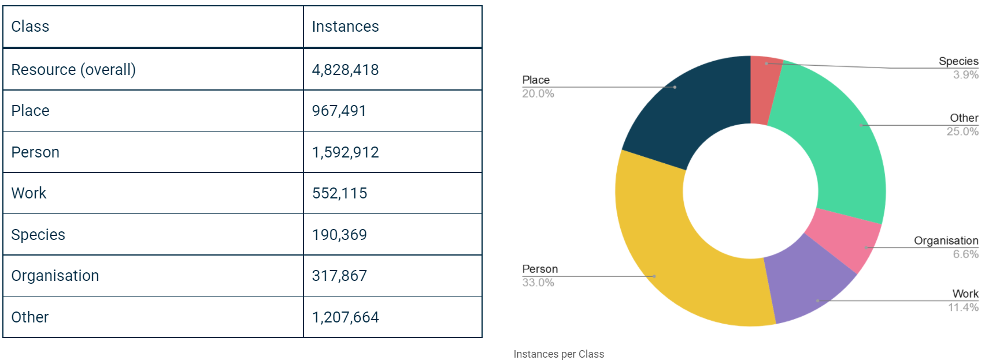 Class Instances
Resource (overall) 4,828,418
Place 967,491
Person 1,592,912
Work 552,115
Species 190,369
Organisation 317,867
Other 1,207,664
Species
3.9%
Place
20.0%
Other
25.0%
Organisation
6.6%
Person
33.0%
Work
11.4%
Instances per Class